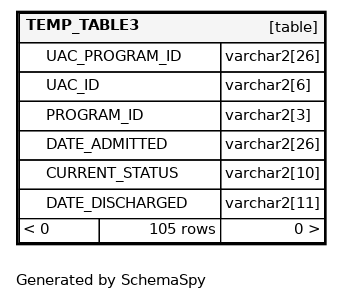 TEMP_TABLE3 [table]
UAC_PROGRAM_ID varchar2[26]
UAC_ID varchar2[6]
PROGRAM_ID varchar2[3]
DATE_ADMITTED varchar2[26]
CURRENT_STATUS varchar2[10]
DATE_DISCHARGED varchar2[11]
< 0 105 rows 0 >
Generated by SchemaSpy